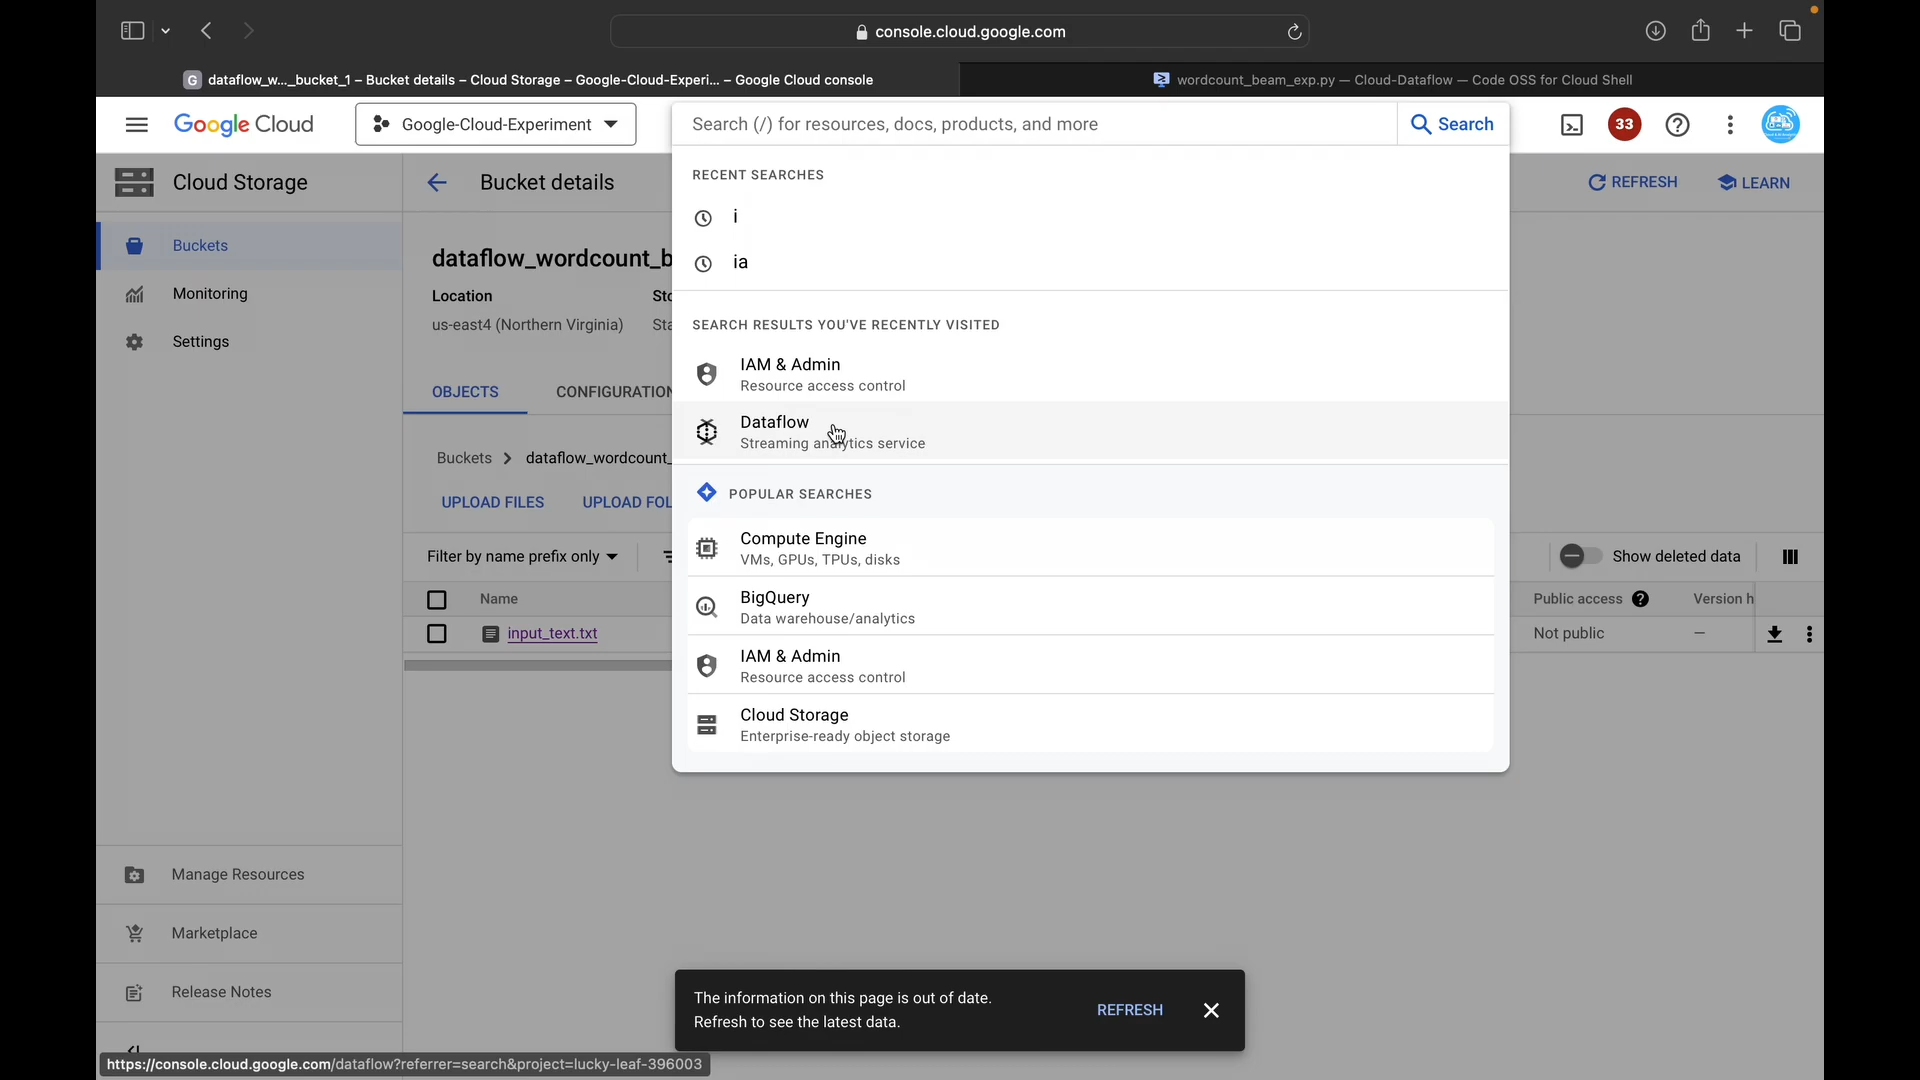 console.cloud.google.com
G dataflow_w..._bucket_1 – Bucket details – Cloud Storage – Google-Cloud-Experi... – Google Cloud console
wordcount_beam_exp.py — Cloud-Dataflow — Code OSS for Cloud Shell
Google Cloud
Google-Cloud-Experiment
Search (/) for resources, docs, products, and more
Search
33
Cloud Storage
Bucket details
REFRESH
LEARN
Buckets
Monitoring
Settings
Manage Resources
Marketplace
Release Notes
dataflow_wordcount_b
Location
us-east4 (Northern Virginia)
Sto
Sta
OBJECTS
CONFIGURATION
Buckets > dataflow_wordcount_
UPLOAD FILES
UPLOAD FOL
Filter by name prefix only
Show deleted data
Name
Public access
Version h
input_text.txt
Not public
—
RECENT SEARCHES
i
ia
SEARCH RESULTS YOU'VE RECENTLY VISITED
IAM & Admin
Resource access control
Dataflow
Streaming analytics service
POPULAR SEARCHES
Compute Engine
VMs, GPUs, TPUs, disks
BigQuery
Data warehouse/analytics
IAM & Admin
Resource access control
Cloud Storage
Enterprise-ready object storage
The information on this page is out of date.
Refresh to see the latest data.
REFRESH
https://console.cloud.google.com/dataflow?referrer=search&project=lucky-leaf-396003